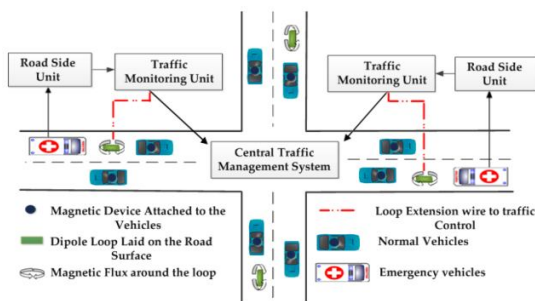 Road Side
Unit
Traffic
Monitoring Unit
Traffic
Monitoring Unit
Road Side
Unit
Central Traffic
Management System
Magnetic Device Attached to the
Vehicles
Dipole Loop Laid on the Road
Surface
Magnetic Flux around the loop
Loop Extension wire to traffic
Control
Normal Vehicles
Emergency vehicles